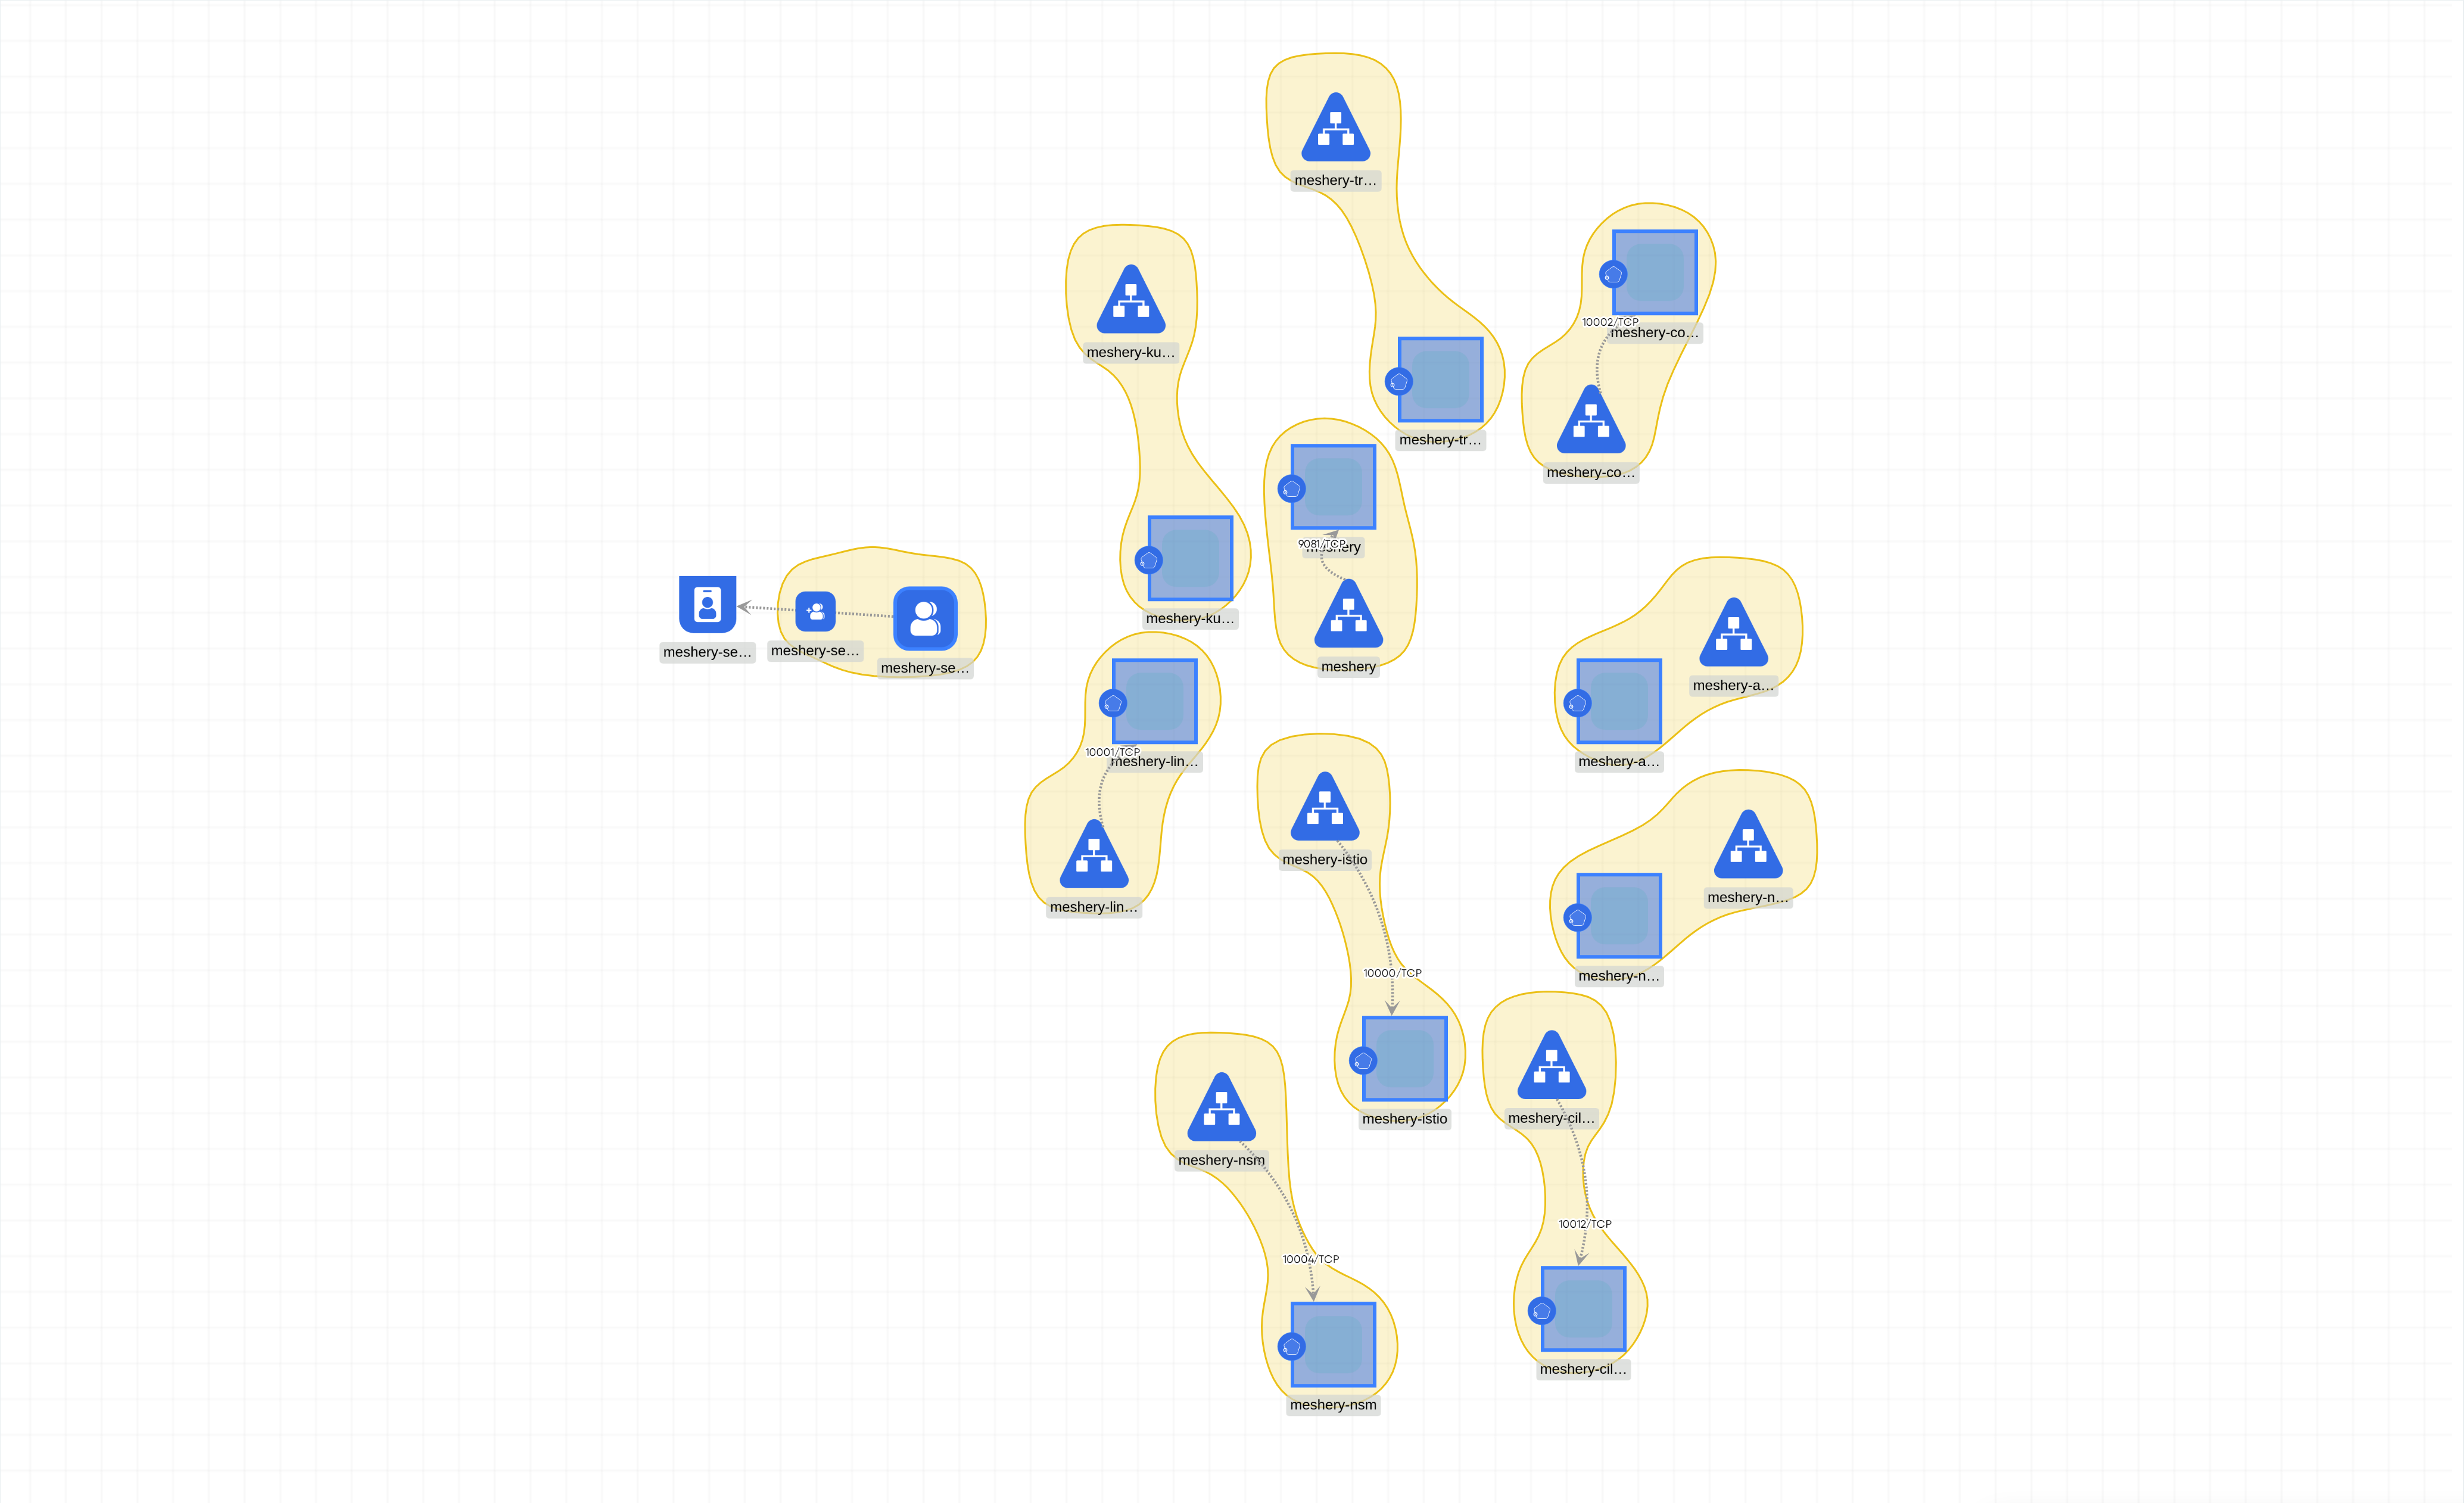 meshery-tr…
meshery-co…
10002/TCP
meshery-ku…
meshery-tr…
meshery-co…
meshery
9081/TCP
meshery-ku…
meshery-se…
meshery-se…
meshery-se…
meshery
meshery-a…
meshery-lin…
10001/TCP
meshery-a…
meshery-istio
meshery-n…
meshery-lin…
10000/TCP
meshery-n…
meshery-istio
meshery-cil…
meshery-nsm
10012/TCP
10004/TCP
meshery-cil…
meshery-nsm